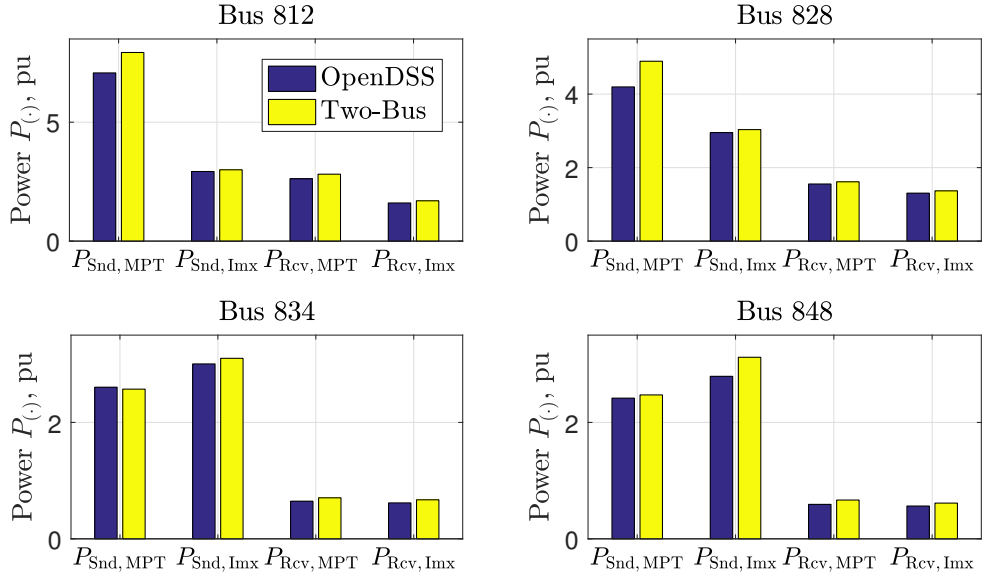 Bus 812
Power P(·), pu
5
0
OpenDSS
Two-Bus
PSnd,MPT PSnd,Imx PRcv,MPT PRcv,Imx
Bus 828
Power P(·), pu
4
2
0
PSnd,MPT PSnd,Imx PRcv,MPT PRcv,Imx
Bus 834
Power P(·), pu
2
0
PSnd,MPT PSnd,Imx PRcv,MPT PRcv,Imx
Bus 848
Power P(·), pu
2
0
PSnd,MPT PSnd,Imx PRcv,MPT PRcv,Imx